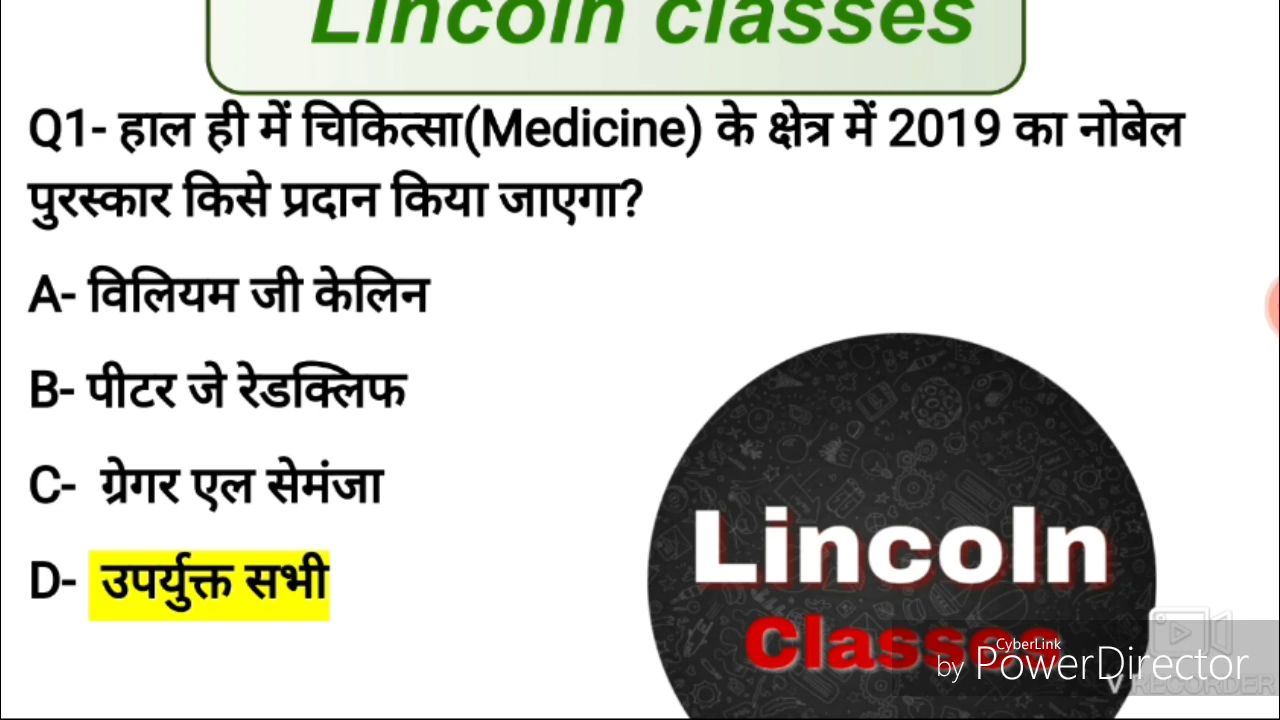 Lincoln classes
Q1- हाल ही में चिकित्सा(Medicine) के क्षेत्र में 2019 का नोबेल
पुरस्कार किसे प्रदान किया जाएगा?
A- विलियम जी केलिन
B- पीटर जे रेडक्लिफ
C- ग्रेगर एल सेमंजा
D- उपर्युक्त सभी
Lincoln
Classes
CyberLink
by PowerDirector
V RECORDER